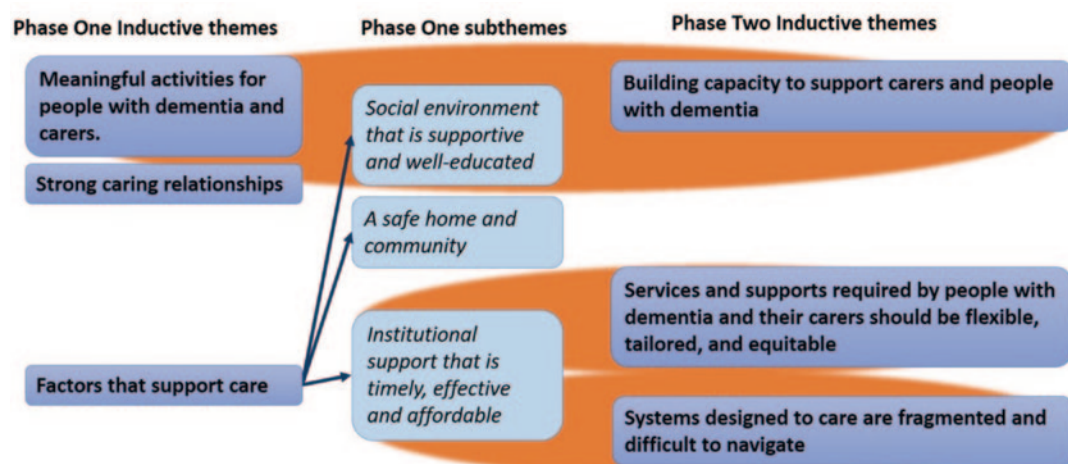 Phase One Inductive themes
Phase One subthemes
Phase Two Inductive themes
Meaningful activities for
people with dementia and
carers.
Strong caring relationships
Factors that support care
Social environment
that is supportive
and well-educated
A safe home and
community
Institutional
support that is
timely, effective
and affordable
Building capacity to support carers and people
with dementia
Services and supports required by people with
dementia and their carers should be flexible,
tailored, and equitable
Systems designed to care are fragmented and
difficult to navigate